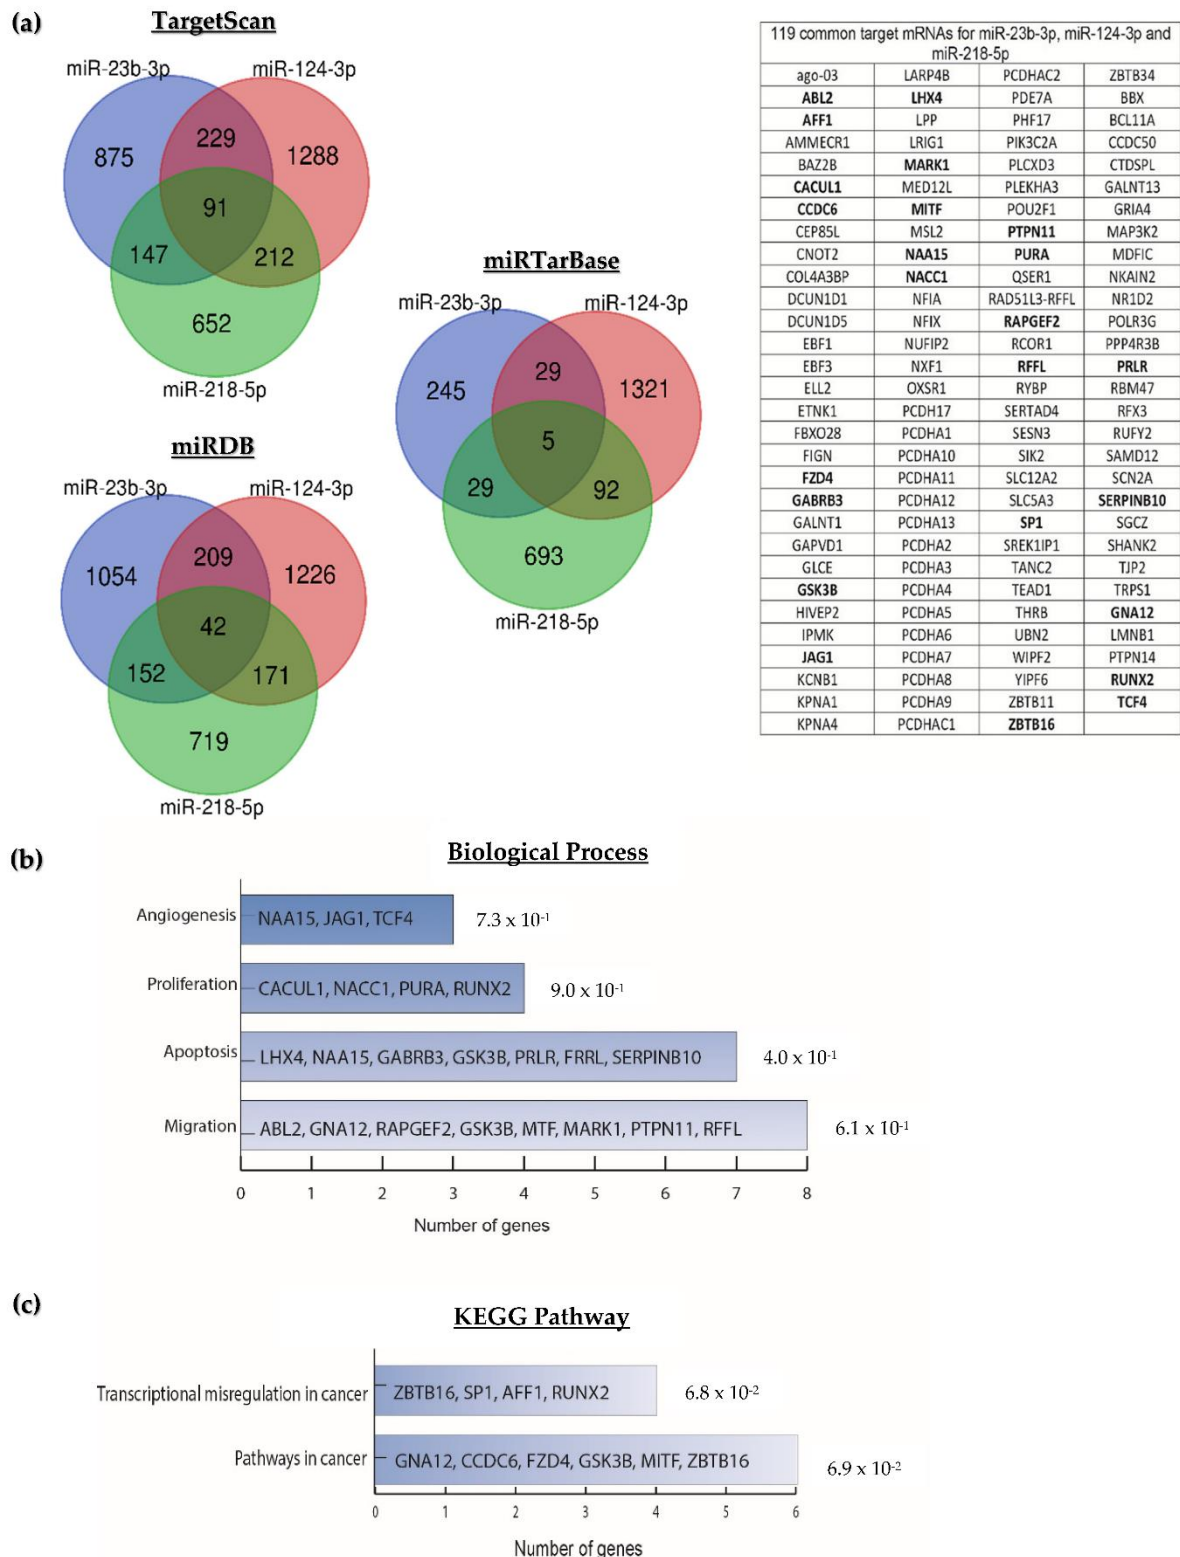 (a)
TargetScan
miR-23b-3p
miR-124-3p
875
229
1288
91
147
212
652
miR-218-5p
miRTarBase
miR-23b-3p
miR-124-3p
245
29
1321
5
29
92
693
miR-218-5p
miRDB
miR-23b-3p
miR-124-3p
1054
209
1226
42
152
171
719
miR-218-5p
119 common target mRNAs for miR-23b-3p, miR-124-3p and
miR-218-5p
ago-03 LARP4B PCDHAC2 ZBTB34
ABL2 LHX4 PDE7A BBX
AFF1 LPP PHF17 BCL11A
AMMECR1 LRIG1 PIK3C2A CCDC50
BAZ2B MARK1 PLCXD3 CTDSPL
CACUL1 MED12L PLEKHA3 GALNT13
CCDC6 MITF POU2F1 GRIA4
CEP85L MSL2 PTPN11 MAP3K2
CNOT2 NAA15 PURA MDFIC
COL4A3BP NACC1 QSER1 NKAIN2
DCUN1D1 NFIA RAD51L3-RFFL NR1D2
DCUN1D5 NFIX RAPGEF2 POLR3G
EBF1 NUFIP2 RCOR1 PPP4R3B
EBF3 NXF1 RFFL PRLR
ELL2 OXSR1 RYBP RBM47
ETNK1 PCDH17 SERTAD4 RFX3
FBXO28 PCDHA1 SESN3 RUFY2
FIGN PCDHA10 SIK2 SAMD12
FZD4 PCDHA11 SLC12A2 SCN2A
GABRB3 PCDHA12 SLC5A3 SERPINB10
GALNT1 PCDHA13 SP1 SGCZ
GAPVD1 PCDHA2 SREK1IP1 SHANK2
GLCE PCDHA3 TANC2 TJP2
GSK3B PCDHA4 TEAD1 TRPS1
HIVEP2 PCDHA5 THRB GNA12
IPMK PCDHA6 UBN2 LMNB1
JAG1 PCDHA7 WIPF2 PTPN14
KCNB1 PCDHA8 YIPF6 RUNX2
KPNA1 PCDHA9 ZBTB11 TCF4
KPNA4 PCDHAC1 ZBTB16
(b)
Biological Process
Angiogenesis NAA15, JAG1, TCF4 7.3 x 10⁻¹
Proliferation CACUL1, NACC1, PURA, RUNX2 9.0 x 10⁻¹
Apoptosis LHX4, NAA15, GABRB3, GSK3B, PRLR, FRRL, SERPINB10 4.0 x 10⁻¹
Migration ABL2, GNA12, RAPGEF2, GSK3B, MTF, MARK1, PTPN11, RFFL 6.1 x 10⁻¹
0 1 2 3 4 5 6 7 8
Number of genes
(c)
KEGG Pathway
Transcriptional misregulation in cancer ZBTB16, SP1, AFF1, RUNX2 6.8 x 10⁻²
Pathways in cancer GNA12, CCDC6, FZD4, GSK3B, MITF, ZBTB16 6.9 x 10⁻²
0 1 2 3 4 5 6
Number of genes